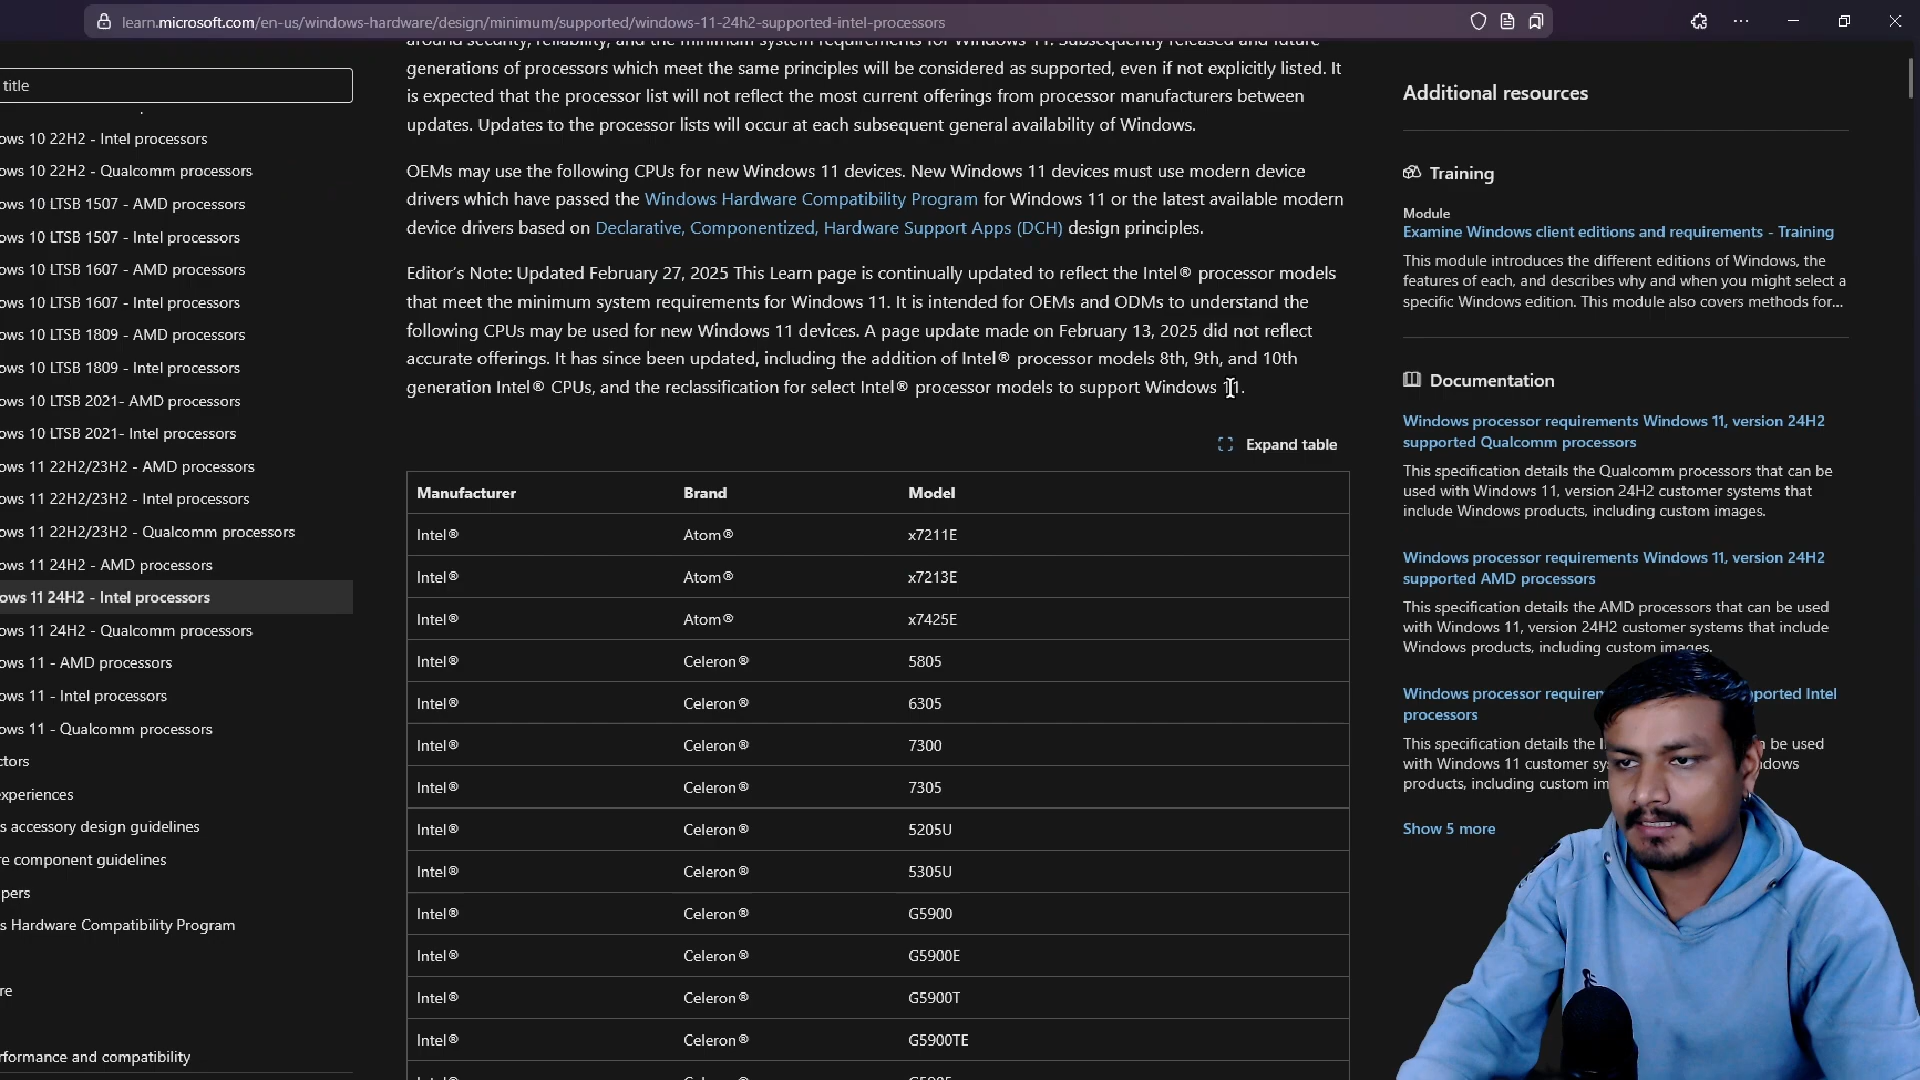 learn.microsoft.com/en-us/windows-hardware/design/minimum/supported/windows-11-24h2-supported-intel-processors
title
ows 10 22H2 - Intel processors
ows 10 22H2 - Qualcomm processors
ows 10 LTSB 1507 - AMD processors
ows 10 LTSB 1507 - Intel processors
ows 10 LTSB 1607 - AMD processors
ows 10 LTSB 1607 - Intel processors
ows 10 LTSB 1809 - AMD processors
ows 10 LTSB 1809 - Intel processors
ows 10 LTSB 2021- AMD processors
ows 10 LTSB 2021- Intel processors
ows 11 22H2/23H2 - AMD processors
ows 11 22H2/23H2 - Intel processors
ows 11 22H2/23H2 - Qualcomm processors
ows 11 24H2 - AMD processors
ows 11 24H2 - Intel processors
ows 11 24H2 - Qualcomm processors
ows 11 - AMD processors
ows 11 - Intel processors
ows 11 - Qualcomm processors
ctors
experiences
s accessory design guidelines
re component guidelines
pers
s Hardware Compatibility Program
re
rformance and compatibility
around security, reliability, and the minimum system requirements for Windows 11. Subsequently released and future
generations of processors which meet the same principles will be considered as supported, even if not explicitly listed. It
is expected that the processor list will not reflect the most current offerings from processor manufacturers between
updates. Updates to the processor lists will occur at each subsequent general availability of Windows.
OEMs may use the following CPUs for new Windows 11 devices. New Windows 11 devices must use modern device
drivers which have passed the Windows Hardware Compatibility Program for Windows 11 or the latest available modern
device drivers based on Declarative, Componentized, Hardware Support Apps (DCH) design principles.
Editor's Note: Updated February 27, 2025 This Learn page is continually updated to reflect the Intel® processor models
that meet the minimum system requirements for Windows 11. It is intended for OEMs and ODMs to understand the
following CPUs may be used for new Windows 11 devices. A page update made on February 13, 2025 did not reflect
accurate offerings. It has since been updated, including the addition of Intel® processor models 8th, 9th, and 10th
generation Intel® CPUs, and the reclassification for select Intel® processor models to support Windows 11.
Expand table
Manufacturer Brand Model
Intel® Atom® x7211E
Intel® Atom® x7213E
Intel® Atom® x7425E
Intel® Celeron® 5805
Intel® Celeron® 6305
Intel® Celeron® 7300
Intel® Celeron® 7305
Intel® Celeron® 5205U
Intel® Celeron® 5305U
Intel® Celeron® G5900
Intel® Celeron® G5900E
Intel® Celeron® G5900T
Intel® Celeron® G5900TE
Additional resources
Training
Module
Examine Windows client editions and requirements - Training
This module introduces the different editions of Windows, the
features of each, and describes why and when you might select a
specific Windows edition. This module also covers methods for...
Documentation
Windows processor requirements Windows 11, version 24H2
supported Qualcomm processors
This specification details the Qualcomm processors that can be
used with Windows 11, version 24H2 customer systems that
include Windows products, including custom images.
Windows processor requirements Windows 11, version 24H2
supported AMD processors
This specification details the AMD processors that can be used
with Windows 11, version 24H2 customer systems that include
Windows products, including custom images.
Windows processor requiren pported Intel
processors
This specification details the I be used
with Windows 11 customer sy dows
products, including custom im
Show 5 more